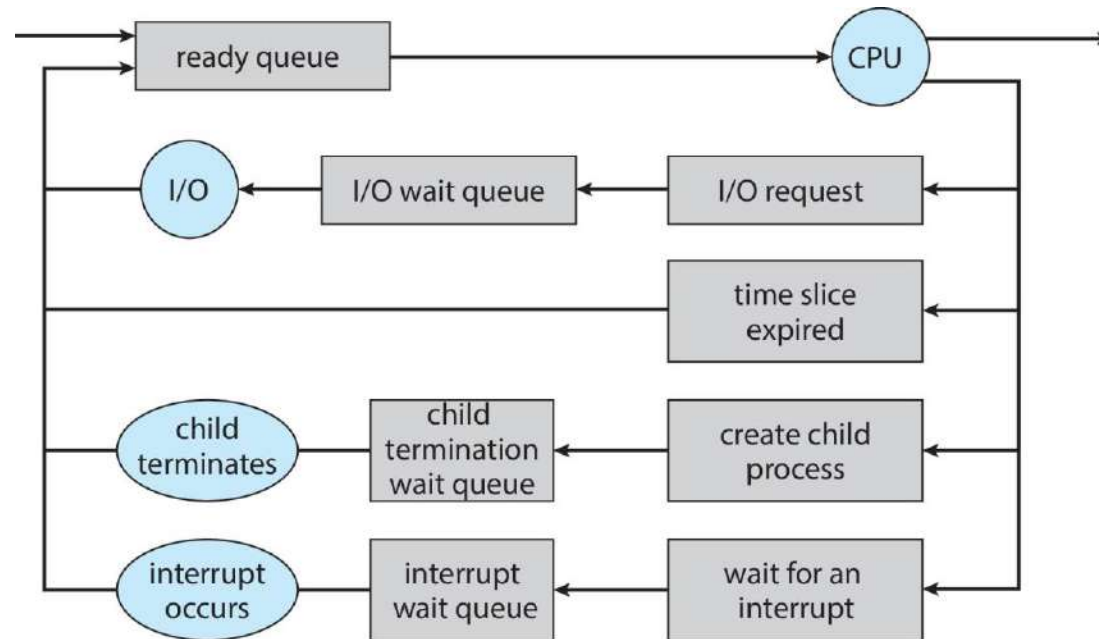 ready queue
CPU
I/O
I/O wait queue
I/O request
time slice
expired
child
terminates
child
termination
wait queue
create child
process
interrupt
occurs
interrupt
wait queue
wait for an
interrupt